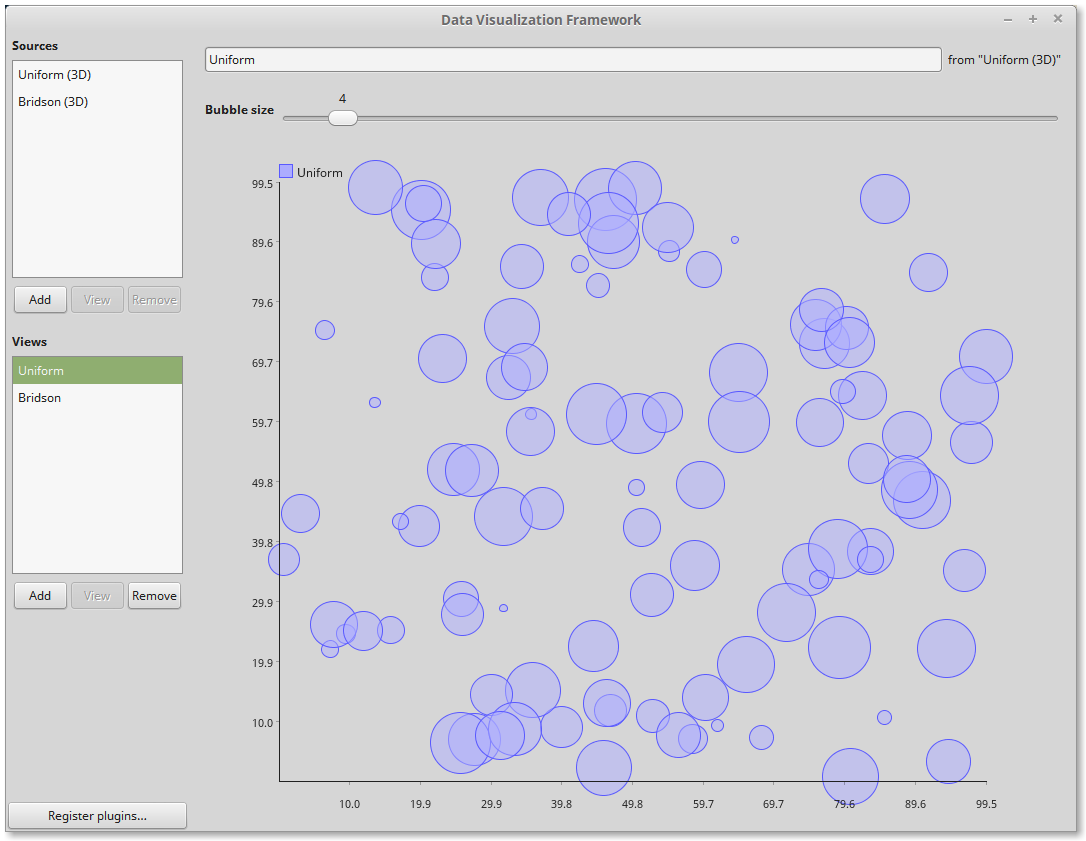 Data Visualization Framework
Sources
Uniform (3D)
Bridson (3D)
Add View Remove
Views
Uniform
Bridson
Add View Remove
Register plugins...
Uniform from "Uniform (3D)"
4
Bubble size
Uniform
99.5
89.6
79.6
69.7
59.7
49.8
39.8
29.9
19.9
10.0
10.0 19.9 29.9 39.8 49.8 59.7 69.7 79.6 89.6 99.5